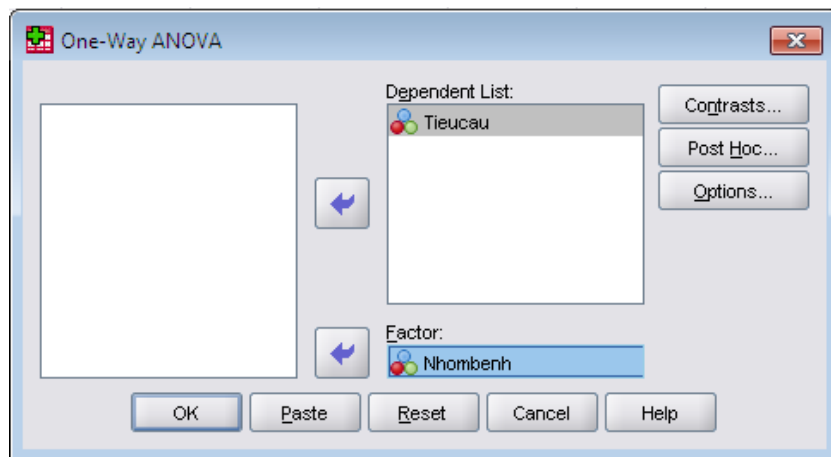 One-Way ANOVA
Dependent List:
Tieucau
Contrasts...
Post Hoc...
Options...
Factor:
Nhombenh
OK
Paste
Reset
Cancel
Help